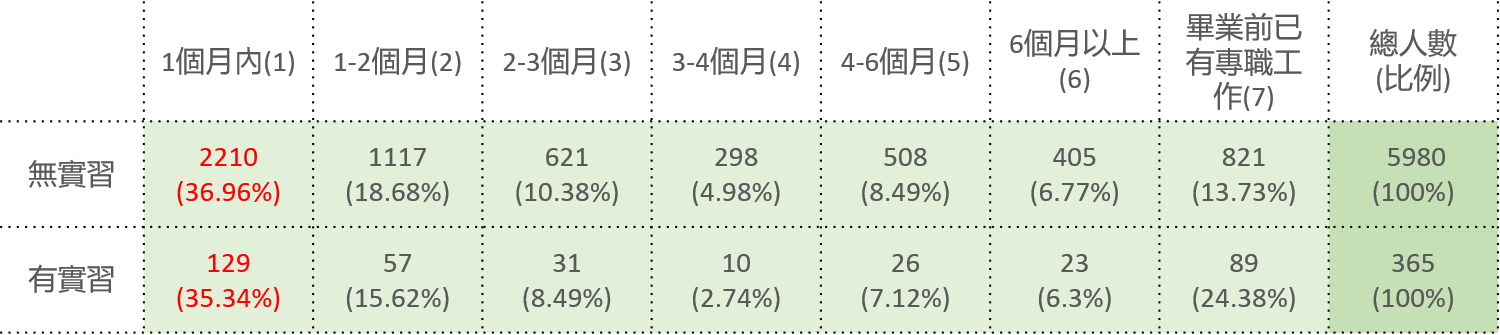 1個月內(1)
1-2個月(2)
2-3個月(3)
3-4個月(4)
4-6個月(5)
6個月以上
(6)
畢業前已
有專職工
作(7)
總人數
(比例)
無實習
2210
(36.96%)
1117
(18.68%)
621
(10.38%)
298
(4.98%)
508
(8.49%)
405
(6.77%)
821
(13.73%)
5980
(100%)
有實習
129
(35.34%)
57
(15.62%)
31
(8.49%)
10
(2.74%)
26
(7.12%)
23
(6.3%)
89
(24.38%)
365
(100%)